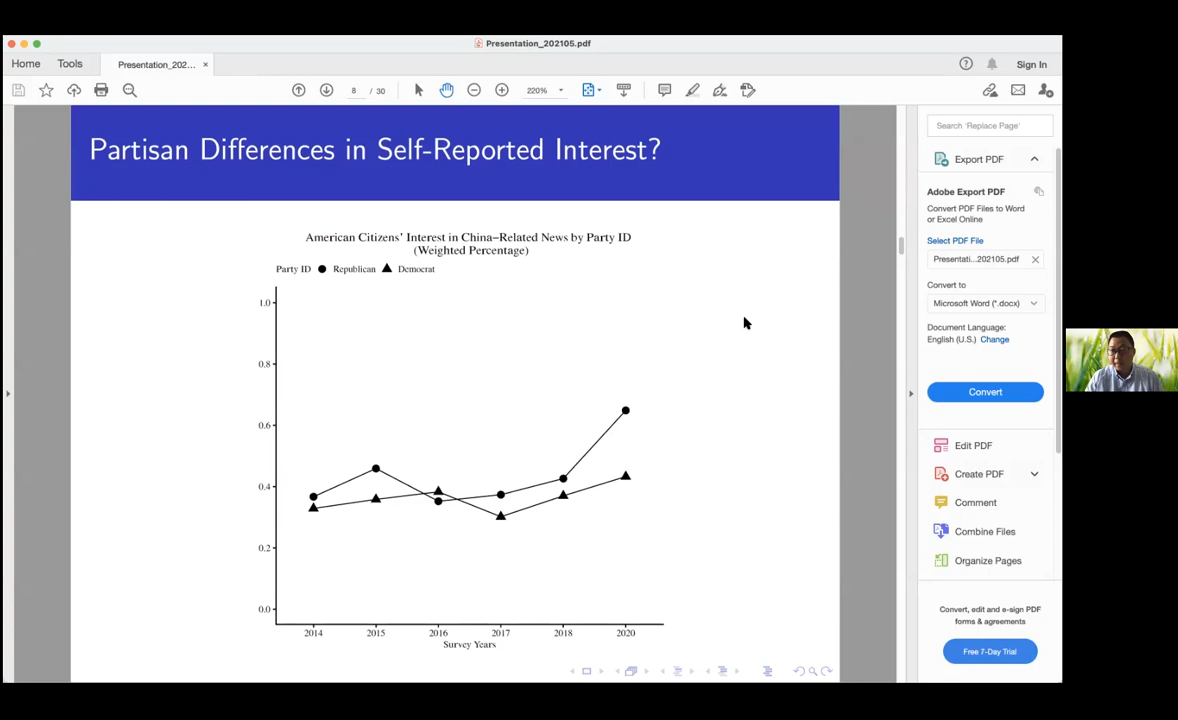 Presentation_202105.pdf
Home Tools Presentation_202... × Sign In
8 / 30 220%
Partisan Differences in Self-Reported Interest?
American Citizens' Interest in China−Related News by Party ID
(Weighted Percentage)
Party ID Republican Democrat
1.0
0.8
0.6
0.4
0.2
0.0
2014 2015 2016 2017 2018 2020
Survey Years
Search 'Replace Page'
Export PDF
Adobe Export PDF
Convert PDF Files to Word
or Excel Online
Select PDF File
Presentati...202105.pdf
Convert to
Microsoft Word (*.docx)
Document Language:
English (U.S.) Change
Convert
Edit PDF
Create PDF
Comment
Combine Files
Organize Pages
Convert, edit and e-sign PDF
forms & agreements
Free 7-Day Trial